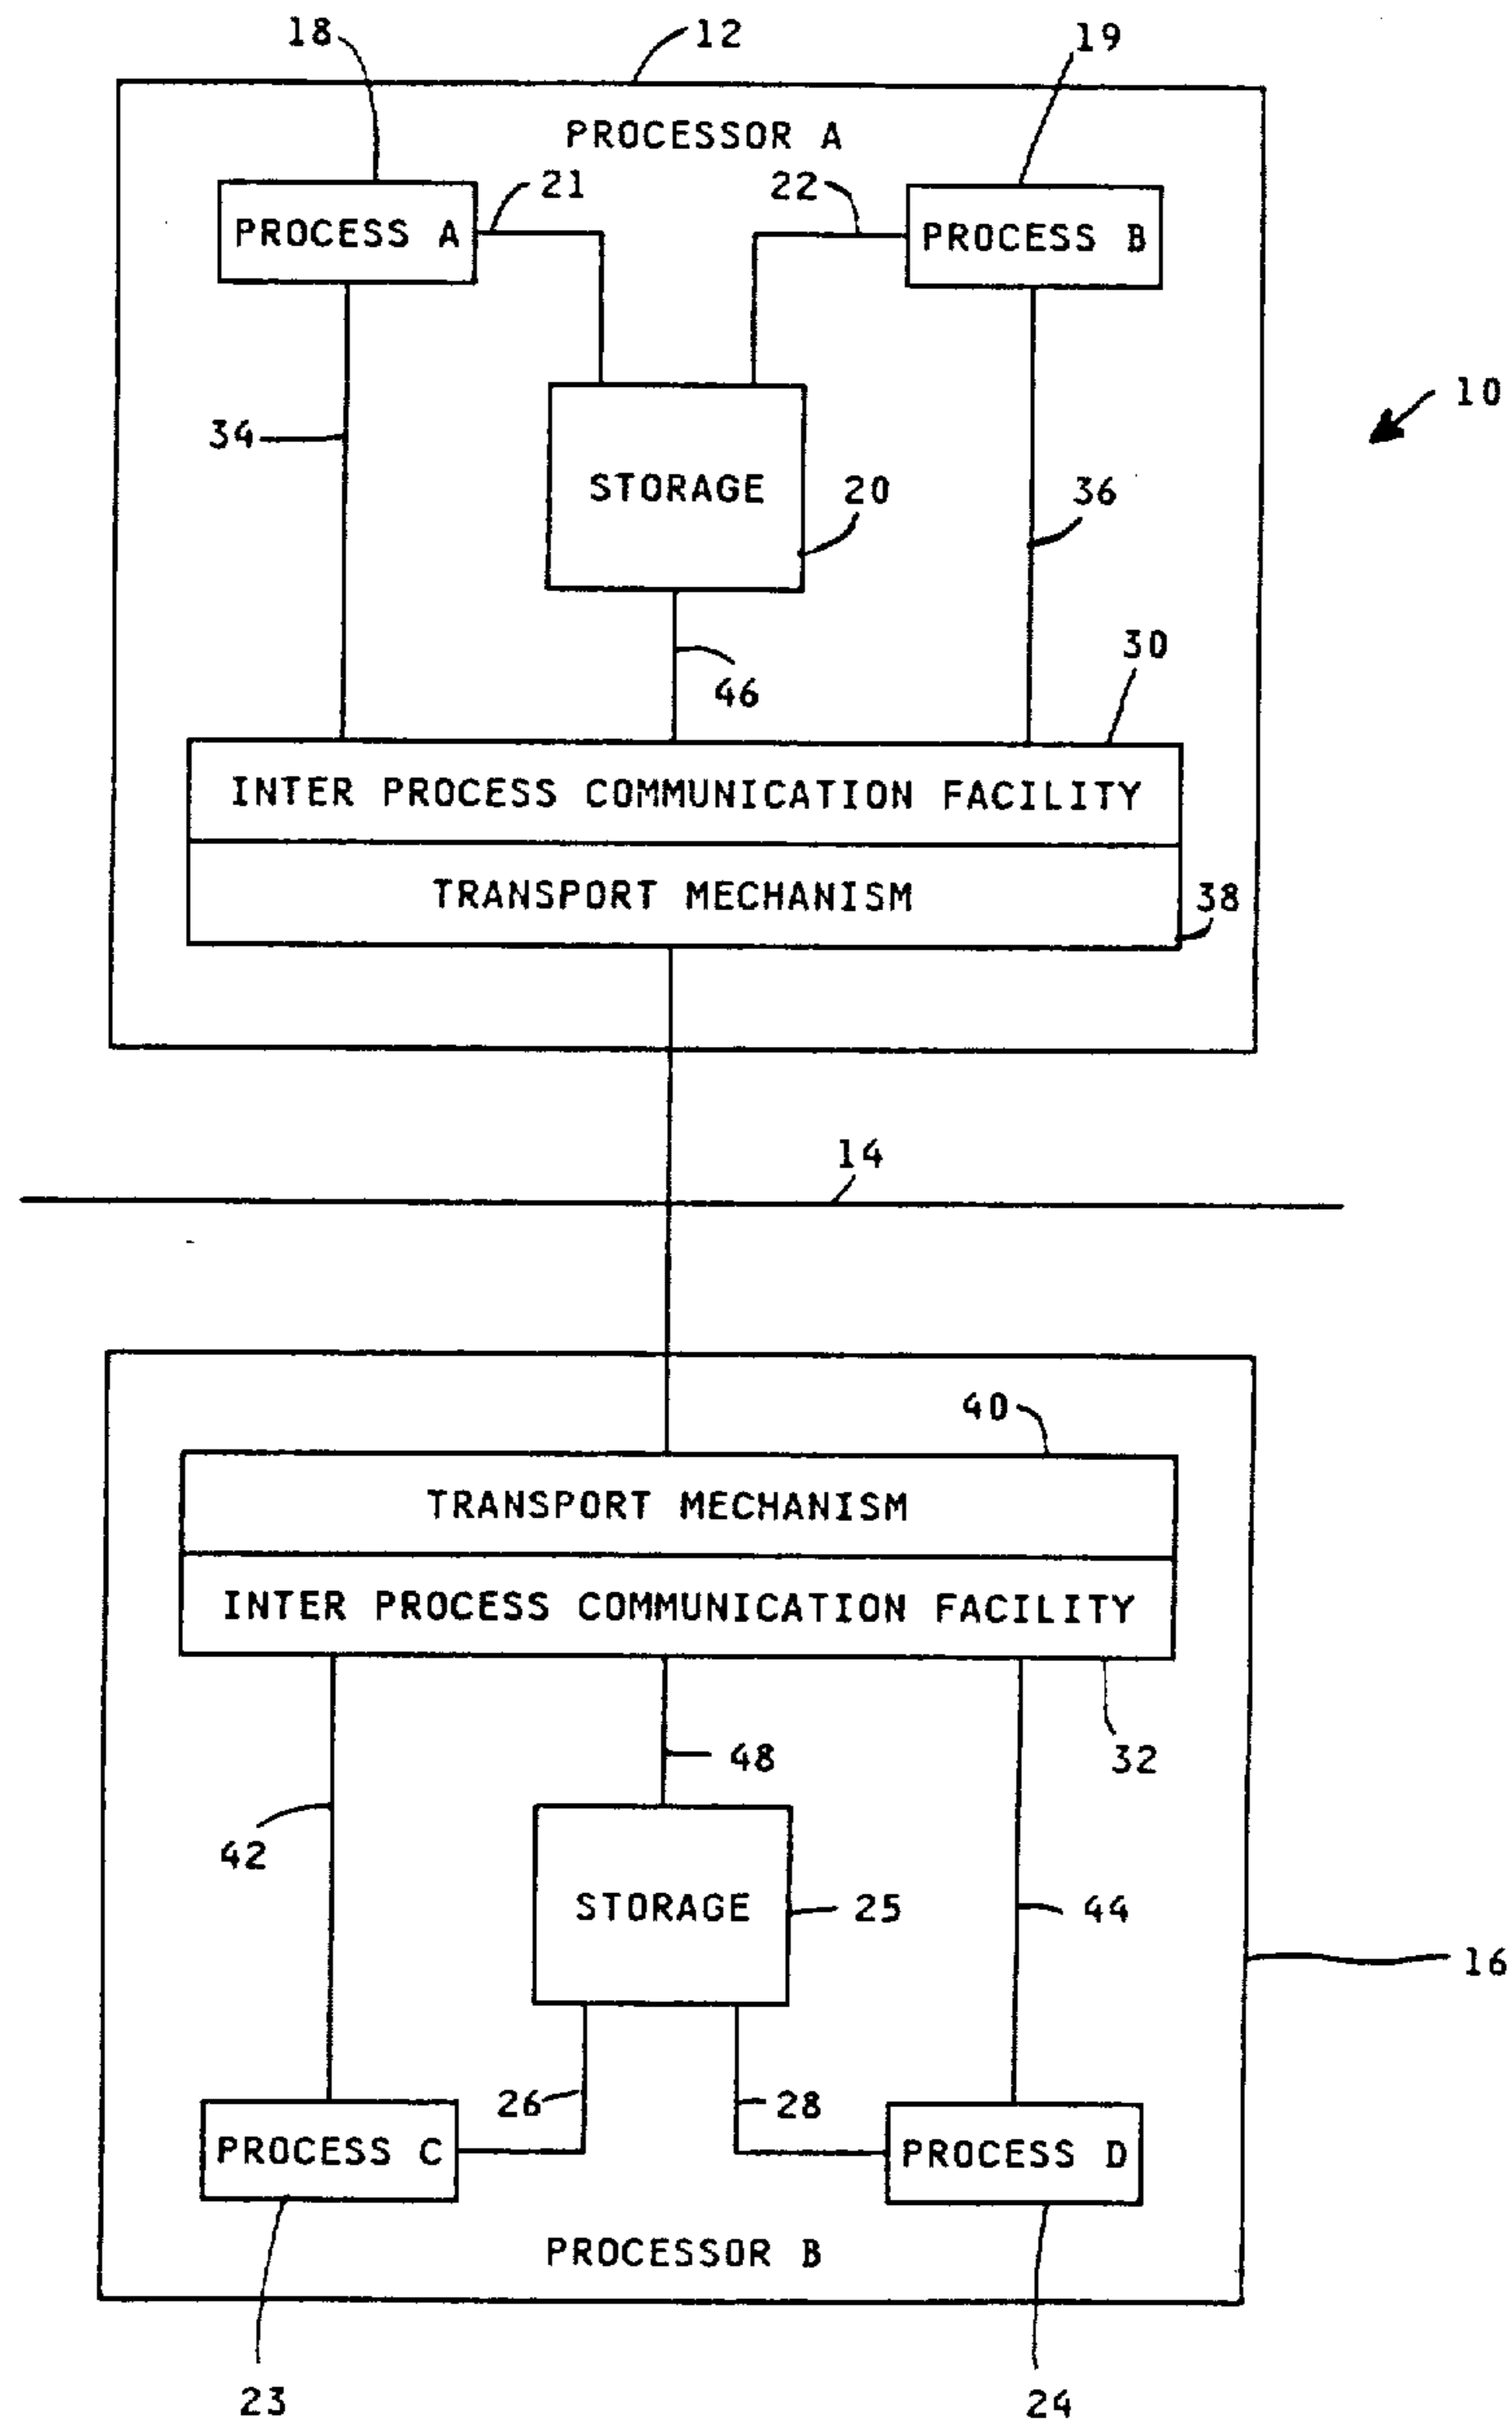 18
12
19
PROCESSOR A
21
22
PROCESS A
PROCESS B
10
34
STORAGE
20
36
30
46
INTER PROCESS COMMUNICATION FACILITY
TRANSPORT MECHANISM
38
14
40
TRANSPORT MECHANISM
INTER PROCESS COMMUNICATION FACILITY
48
32
42
STORAGE
25
44
16
26
28
PROCESS C
PROCESS D
PROCESSOR B
23
24